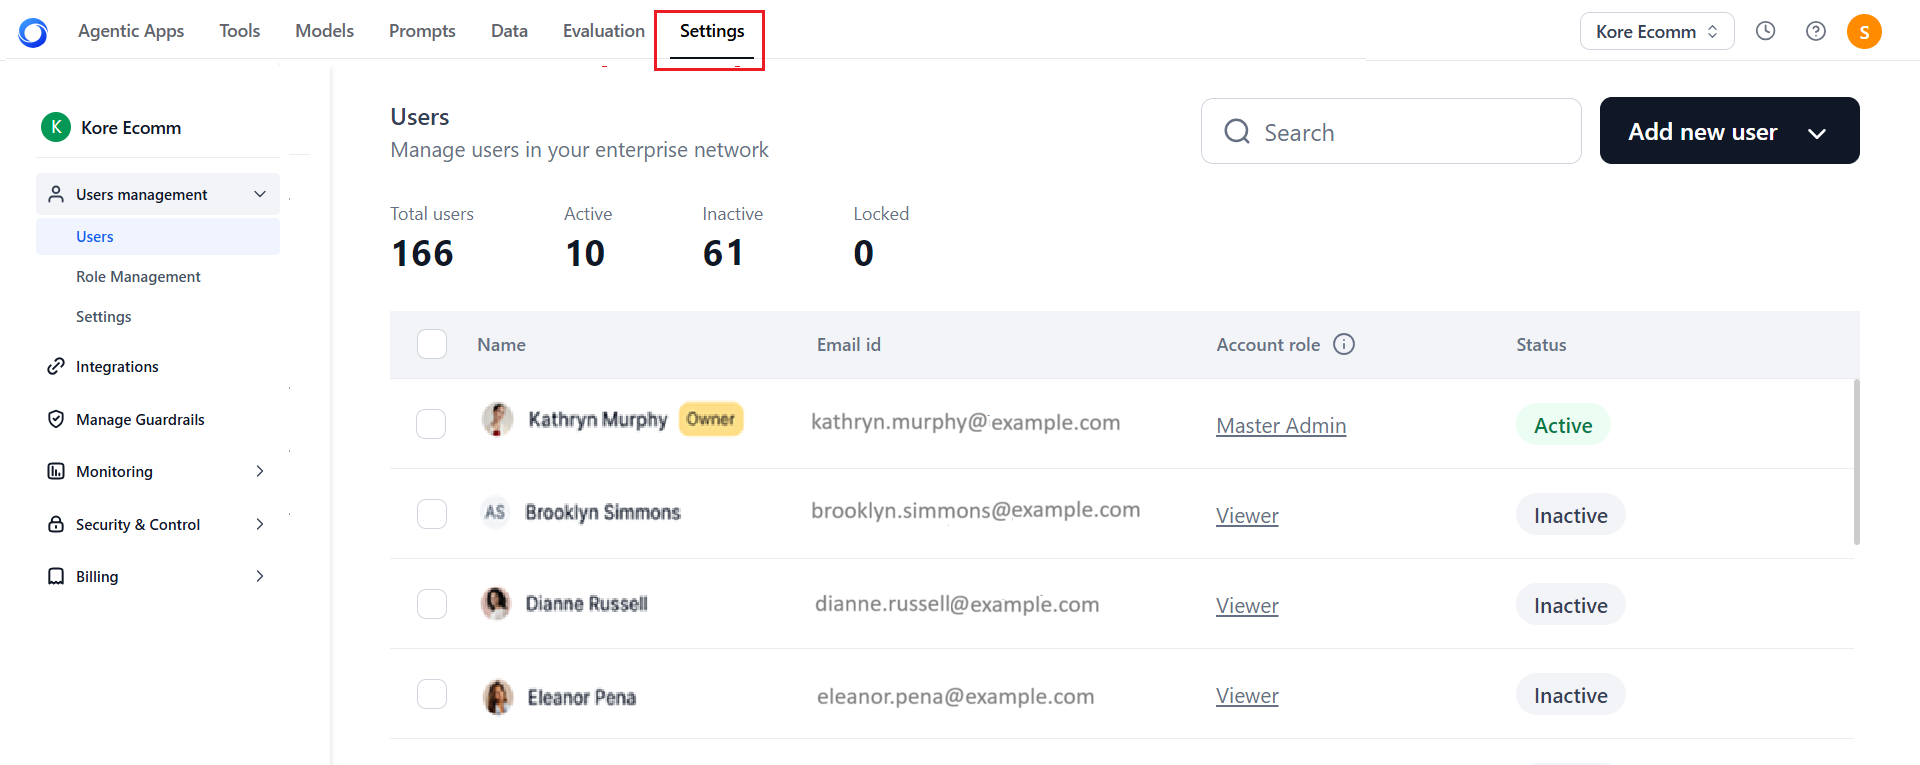 Agentic Apps Tools Models Prompts Data Evaluation Settings Kore Ecomm S
K Kore Ecomm
Users management
Users
Role Management
Settings
Integrations
Manage Guardrails
Monitoring
Security & Control
Billing
Users
Manage users in your enterprise network
Search
Add new user
Total users Active Inactive Locked
166 10 61 0
Name Email id Account role Status
Kathryn Murphy Owner kathryn.murphy@example.com Master Admin Active
AS Brooklyn Simmons brooklyn.simmons@example.com Viewer Inactive
Dianne Russell dianne.russell@example.com Viewer Inactive
Eleanor Pena eleanor.pena@example.com Viewer Inactive